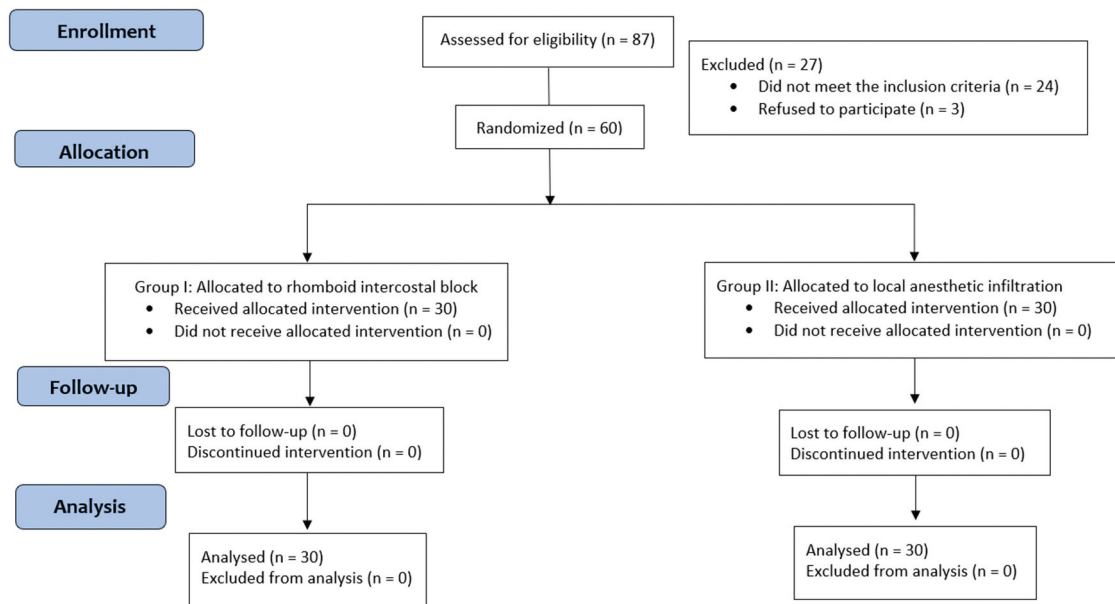 Enrollment
Assessed for eligibility (n = 87)
Excluded (n = 27)
• Did not meet the inclusion criteria (n = 24)
• Refused to participate (n = 3)
Randomized (n = 60)
Allocation
Group I: Allocated to rhomboid intercostal block
• Received allocated intervention (n = 30)
• Did not receive allocated intervention (n = 0)
Group II: Allocated to local anesthetic infiltration
• Received allocated intervention (n = 30)
• Did not receive allocated intervention (n = 0)
Follow-up
Lost to follow-up (n = 0)
Discontinued intervention (n = 0)
Lost to follow-up (n = 0)
Discontinued intervention (n = 0)
Analysis
Analysed (n = 30)
Excluded from analysis (n = 0)
Analysed (n = 30)
Excluded from analysis (n = 0)